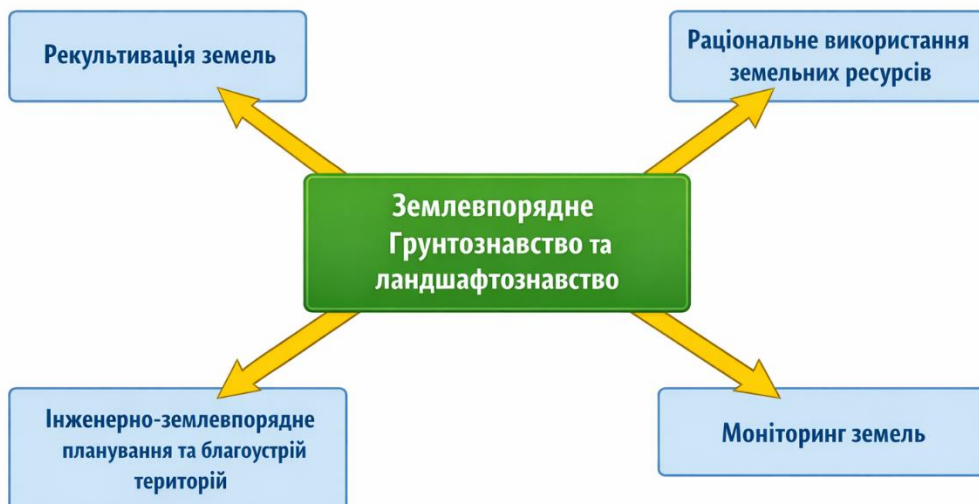 Рекультивація земель
Раціональне використання
земельних ресурсів
Землевпорядне
Грунтознавство та
ландшафтознавство
Інженерно-землевпорядне
планування та благоустрій
територій
Моніторинг земель